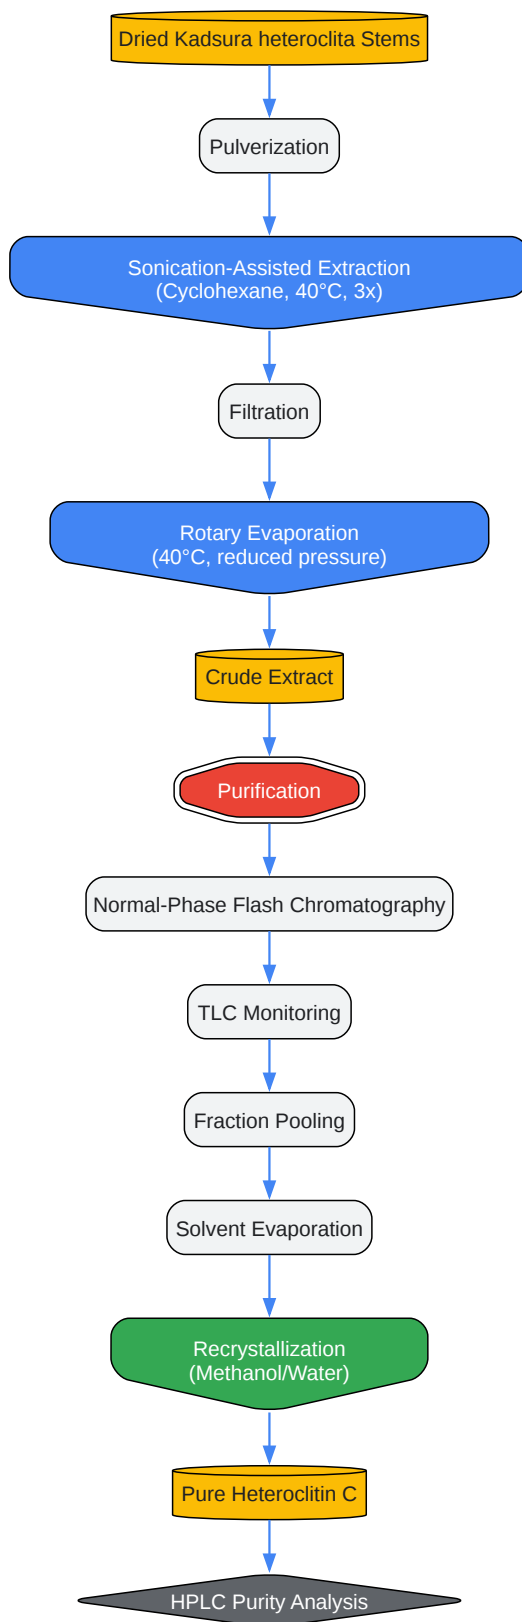 Dried Kadsura heteroclita Stems
Pulverization
Sonication-Assisted Extraction
(Cyclohexane, 40°C, 3x)
Filtration
Rotary Evaporation
(40°C, reduced pressure)
Crude Extract
Purification
Normal-Phase Flash Chromatography
TLC Monitoring
Fraction Pooling
Solvent Evaporation
Recrystallization
(Methanol/Water)
Pure Heteroclitin C
HPLC Purity Analysis